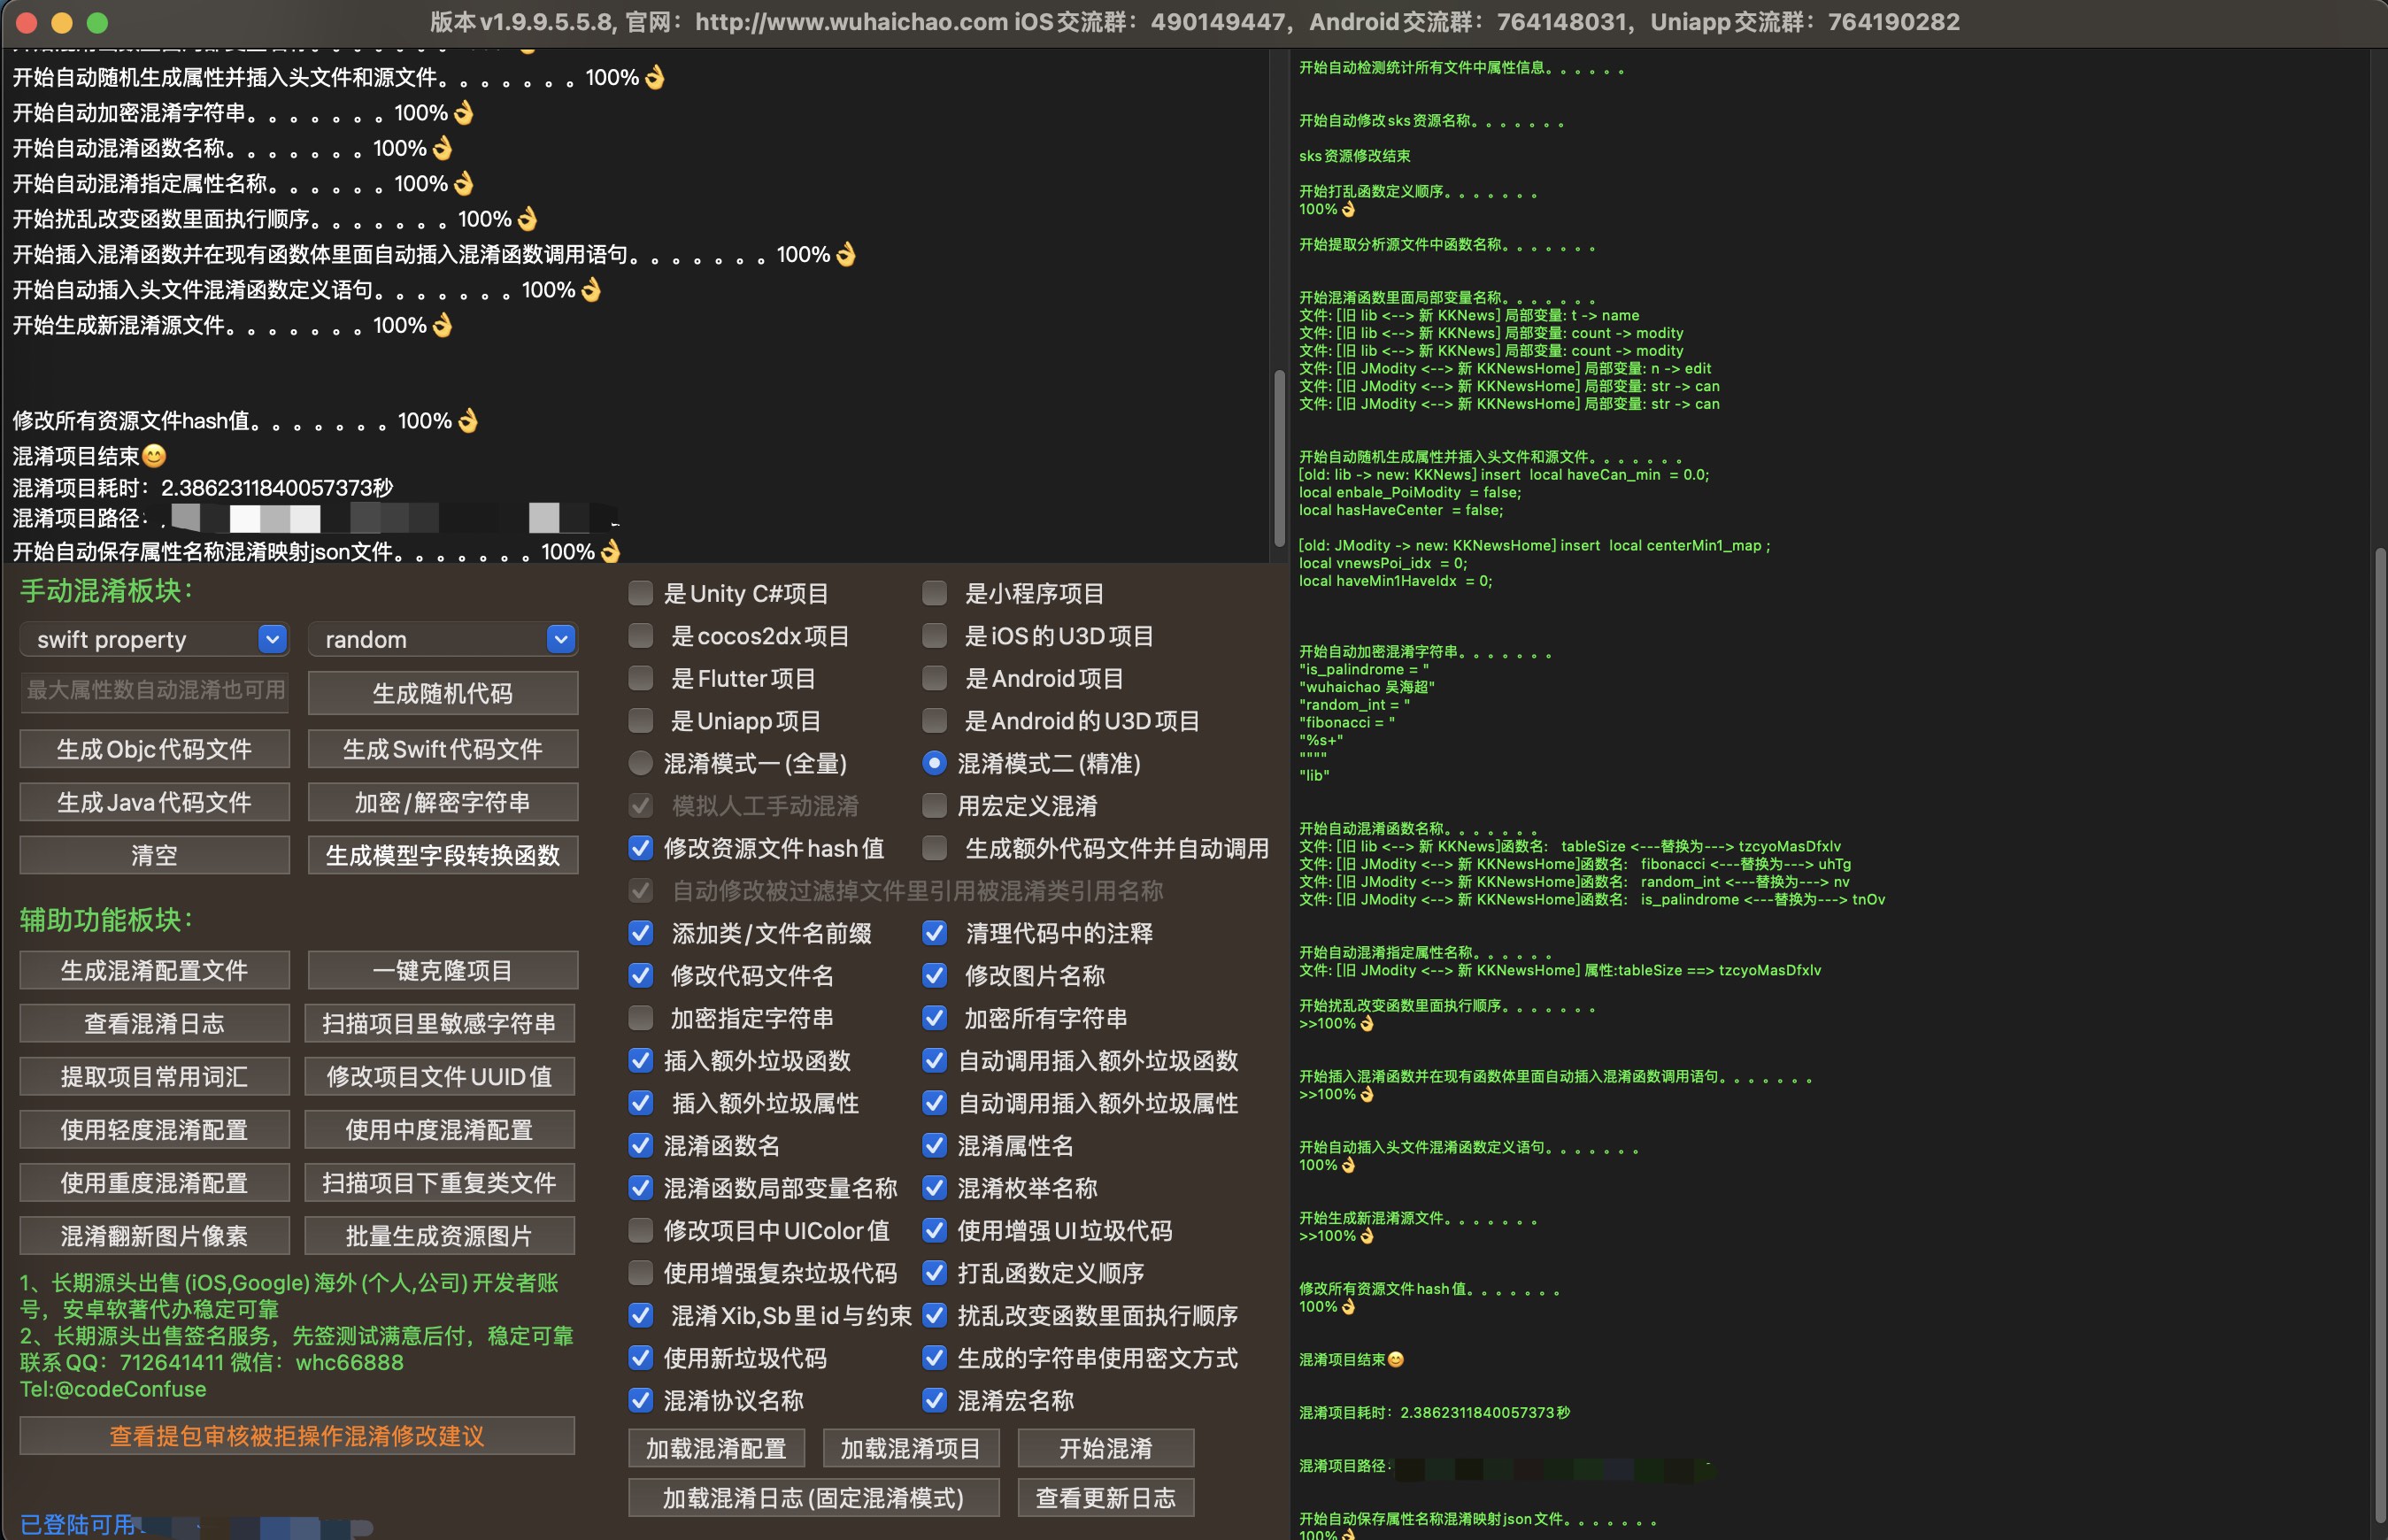 版本v1.9.9.5.5.8, 官网：http://www.wuhaichao.com iOS交流群：490149447，Android交流群：764148031，Uniapp交流群：764190282
开始自动随机生成属性并插入头文件和源文件。。。。。。。100%👌
开始自动加密混淆字符串。。。。。。。100%👌
开始自动混淆函数名称。。。。。。。100%👌
开始自动混淆指定属性名称。。。。。。100%👌
开始扰乱改变函数里面执行顺序。。。。。。。100%👌
开始插入混淆函数并在现有函数体里面自动插入混淆函数调用语句。。。。。。。100%👌
开始自动插入头文件混淆函数定义语句。。。。。。。100%👌
开始生成新混淆源文件。。。。。。。100%👌
修改所有资源文件hash值。。。。。。。100%👌
混淆项目结束😊
混淆项目耗时：2.3862311840057373秒
混淆项目路径：
开始自动保存属性名称混淆映射json文件。。。。。。。100%👌
手动混淆板块：
swift property
random
最大属性数自动混淆也可用
生成随机代码
生成Objc代码文件
生成Swift代码文件
生成Java代码文件
加密/解密字符串
清空
生成模型字段转换函数
辅助功能板块：
生成混淆配置文件
一键克隆项目
查看混淆日志
扫描项目里敏感字符串
提取项目常用词汇
修改项目文件UUID值
使用轻度混淆配置
使用中度混淆配置
使用重度混淆配置
扫描项目下重复类文件
混淆翻新图片像素
批量生成资源图片
1、长期源头出售(iOS,Google)海外(个人,公司)开发者账
号，安卓软著代办稳定可靠
2、长期源头出售签名服务，先签测试满意后付，稳定可靠
联系QQ：712641411 微信：whc66888
Tel:@codeConfuse
查看提包审核被拒操作混淆修改建议
已登陆可用
是Unity C#项目
是小程序项目
是cocos2dx项目
是iOS的U3D项目
是Flutter项目
是Android项目
是Uniapp项目
是Android的U3D项目
混淆模式一(全量)
混淆模式二(精准)
模拟人工手动混淆
用宏定义混淆
修改资源文件hash值
生成额外代码文件并自动调用
自动修改被过滤掉文件里引用被混淆类引用名称
添加类/文件名前缀
清理代码中的注释
修改代码文件名
修改图片名称
加密指定字符串
加密所有字符串
插入额外垃圾函数
自动调用插入额外垃圾函数
插入额外垃圾属性
自动调用插入额外垃圾属性
混淆函数名
混淆属性名
混淆函数局部变量名称
混淆枚举名称
修改项目中UIColor值
使用增强UI垃圾代码
使用增强复杂垃圾代码
打乱函数定义顺序
混淆Xib,Sb里id与约束
扰乱改变函数里面执行顺序
使用新垃圾代码
生成的字符串使用密文方式
混淆协议名称
混淆宏名称
加载混淆配置
加载混淆项目
开始混淆
加载混淆日志(固定混淆模式)
查看更新日志
开始自动检测统计所有文件中属性信息。。。。。。
开始自动修改sks资源名称。。。。。。。
sks资源修改结束
开始打乱函数定义顺序。。。。。。。
100%👌
开始提取分析源文件中函数名称。。。。。。。
开始混淆函数里面局部变量名称。。。。。。。
文件: [旧 lib <--> 新 KKNews] 局部变量: t -> name
文件: [旧 lib <--> 新 KKNews] 局部变量: count -> modity
文件: [旧 lib <--> 新 KKNews] 局部变量: count -> modity
文件: [旧 JModity <--> 新 KKNewsHome] 局部变量: n -> edit
文件: [旧 JModity <--> 新 KKNewsHome] 局部变量: str -> can
文件: [旧 JModity <--> 新 KKNewsHome] 局部变量: str -> can
开始自动随机生成属性并插入头文件和源文件。。。。。。。
[old: lib -> new: KKNews] insert  local haveCan_min  = 0.0;
local enbale_PoiModity  = false;
local hasHaveCenter  = false;
[old: JModity -> new: KKNewsHome] insert  local centerMin1_map ;
local vnewsPoi_idx  = 0;
local haveMin1HaveIdx  = 0;
开始自动加密混淆字符串。。。。。。。
"is_palindrome = "
"wuhaichao 吴海超"
"random_int = "
"fibonacci = "
"%s+"
""""
"lib"
开始自动混淆函数名称。。。。。。。
文件: [旧 lib <--> 新 KKNews]函数名:   tableSize <---替换为---> tzcyoMasDfxlv
文件: [旧 JModity <--> 新 KKNewsHome]函数名:   fibonacci <---替换为---> uhTg
文件: [旧 JModity <--> 新 KKNewsHome]函数名:   random_int <---替换为---> nv
文件: [旧 JModity <--> 新 KKNewsHome]函数名:   is_palindrome <---替换为---> tnOv
开始自动混淆指定属性名称。。。。。。
文件: [旧 JModity <--> 新 KKNewsHome] 属性:tableSize ==> tzcyoMasDfxlv
开始扰乱改变函数里面执行顺序。。。。。。。
>>100%👌
开始插入混淆函数并在现有函数体里面自动插入混淆函数调用语句。。。。。。。
>>100%👌
开始自动插入头文件混淆函数定义语句。。。。。。。
100%👌
开始生成新混淆源文件。。。。。。。
>>100%👌
修改所有资源文件hash值。。。。。。。
100%👌
混淆项目结束😊
混淆项目耗时：2.3862311840057373秒
混淆项目路径：
开始自动保存属性名称混淆映射json文件。。。。。。。
100%👌